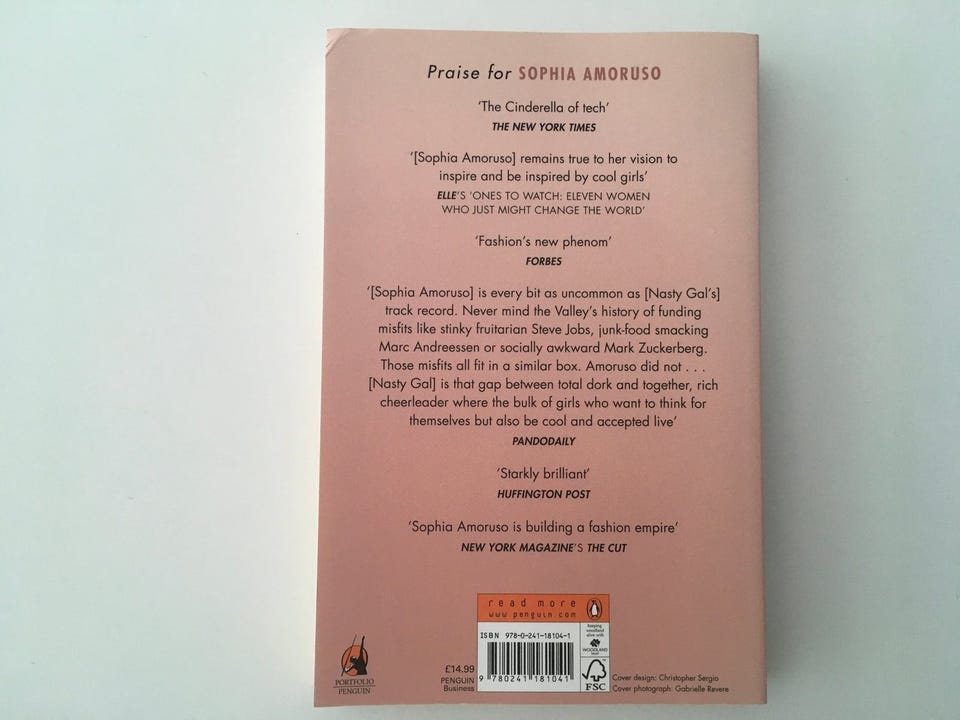 Praise for SOPHIA AMORUSO
‘The Cinderella of tech’
THE NEW YORK TIMES
‘[Sophia Amoruso] remains true to her vision to
inspire and be inspired by cool girls’
ELLE’S ‘ONES TO WATCH: ELEVEN WOMEN
WHO JUST MIGHT CHANGE THE WORLD’
‘Fashion’s new phenom’
FORBES
‘[Sophia Amoruso] is every bit as uncommon as [Nasty Gal’s]
track record. Never mind the Valley’s history of funding
misfits like stinky fruitarian Steve Jobs, junk-food smacking
Marc Andreessen or socially awkward Mark Zuckerberg.
Those misfits all fit in a similar box. Amoruso did not . . .
[Nasty Gal] is that gap between total dork and together, rich
cheerleader where the bulk of girls who want to think for
themselves but also be cool and accepted live’
PANDODAILY
‘Starkly brilliant’
HUFFINGTON POST
‘Sophia Amoruso is building a fashion empire’
NEW YORK MAGAZINE’S THE CUT
read more
www.penguin.com
keeping
woodland
alive with
WOODLAND
ISBN 978-0-241-18104-1
9 780241 181041
FSC
£14.99
PENGUIN
Business
PORTFOLIO
PENGUIN
Cover design: Christopher Sergio
Cover photograph: Gabrielle Revere